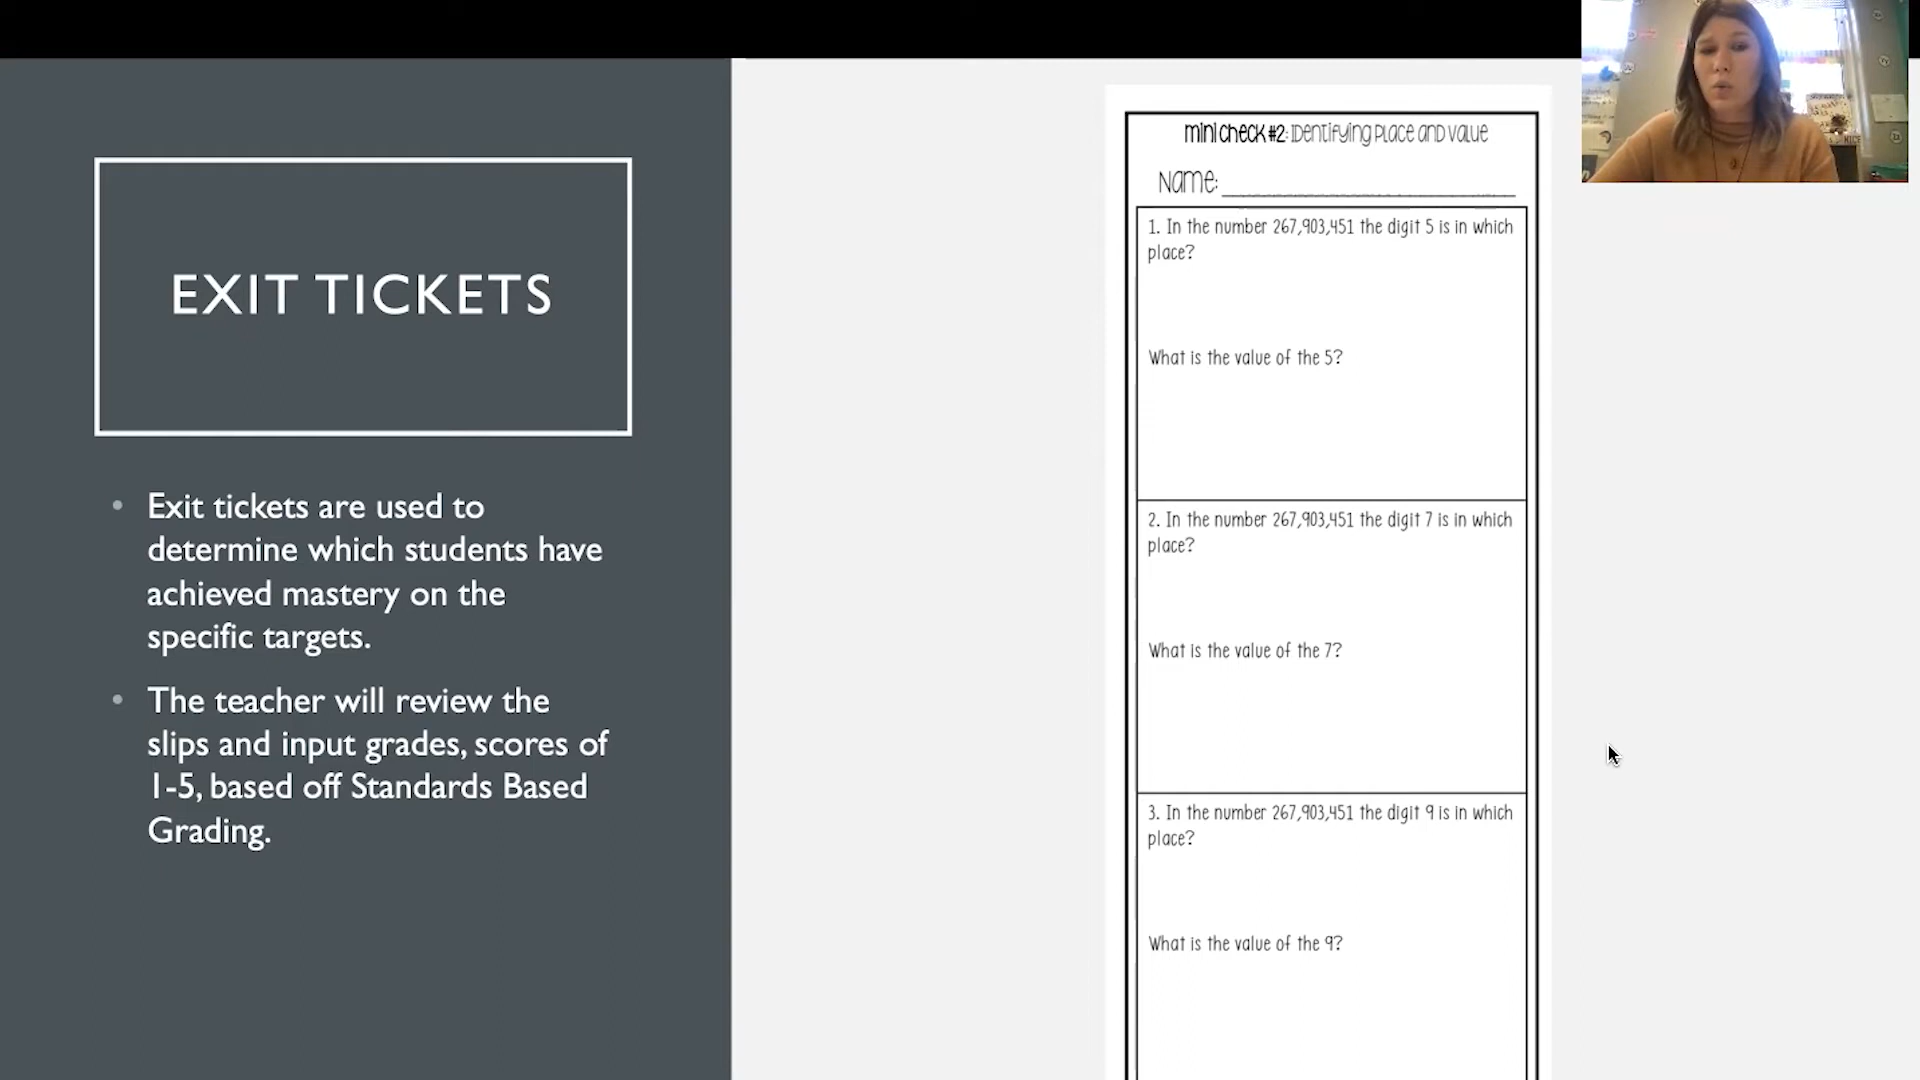 EXIT TICKETS
• Exit tickets are used to
determine which students have
achieved mastery on the
specific targets.
• The teacher will review the
slips and input grades, scores of
1-5, based off Standards Based
Grading.
mini check #2: Identifying Place and Value
Name:
1. In the number 267,903,451 the digit 5 is in which
place?
What is the value of the 5?
2. In the number 267,903,451 the digit 7 is in which
place?
What is the value of the 7?
3. In the number 267,903,451 the digit 9 is in which
place?
What is the value of the 9?